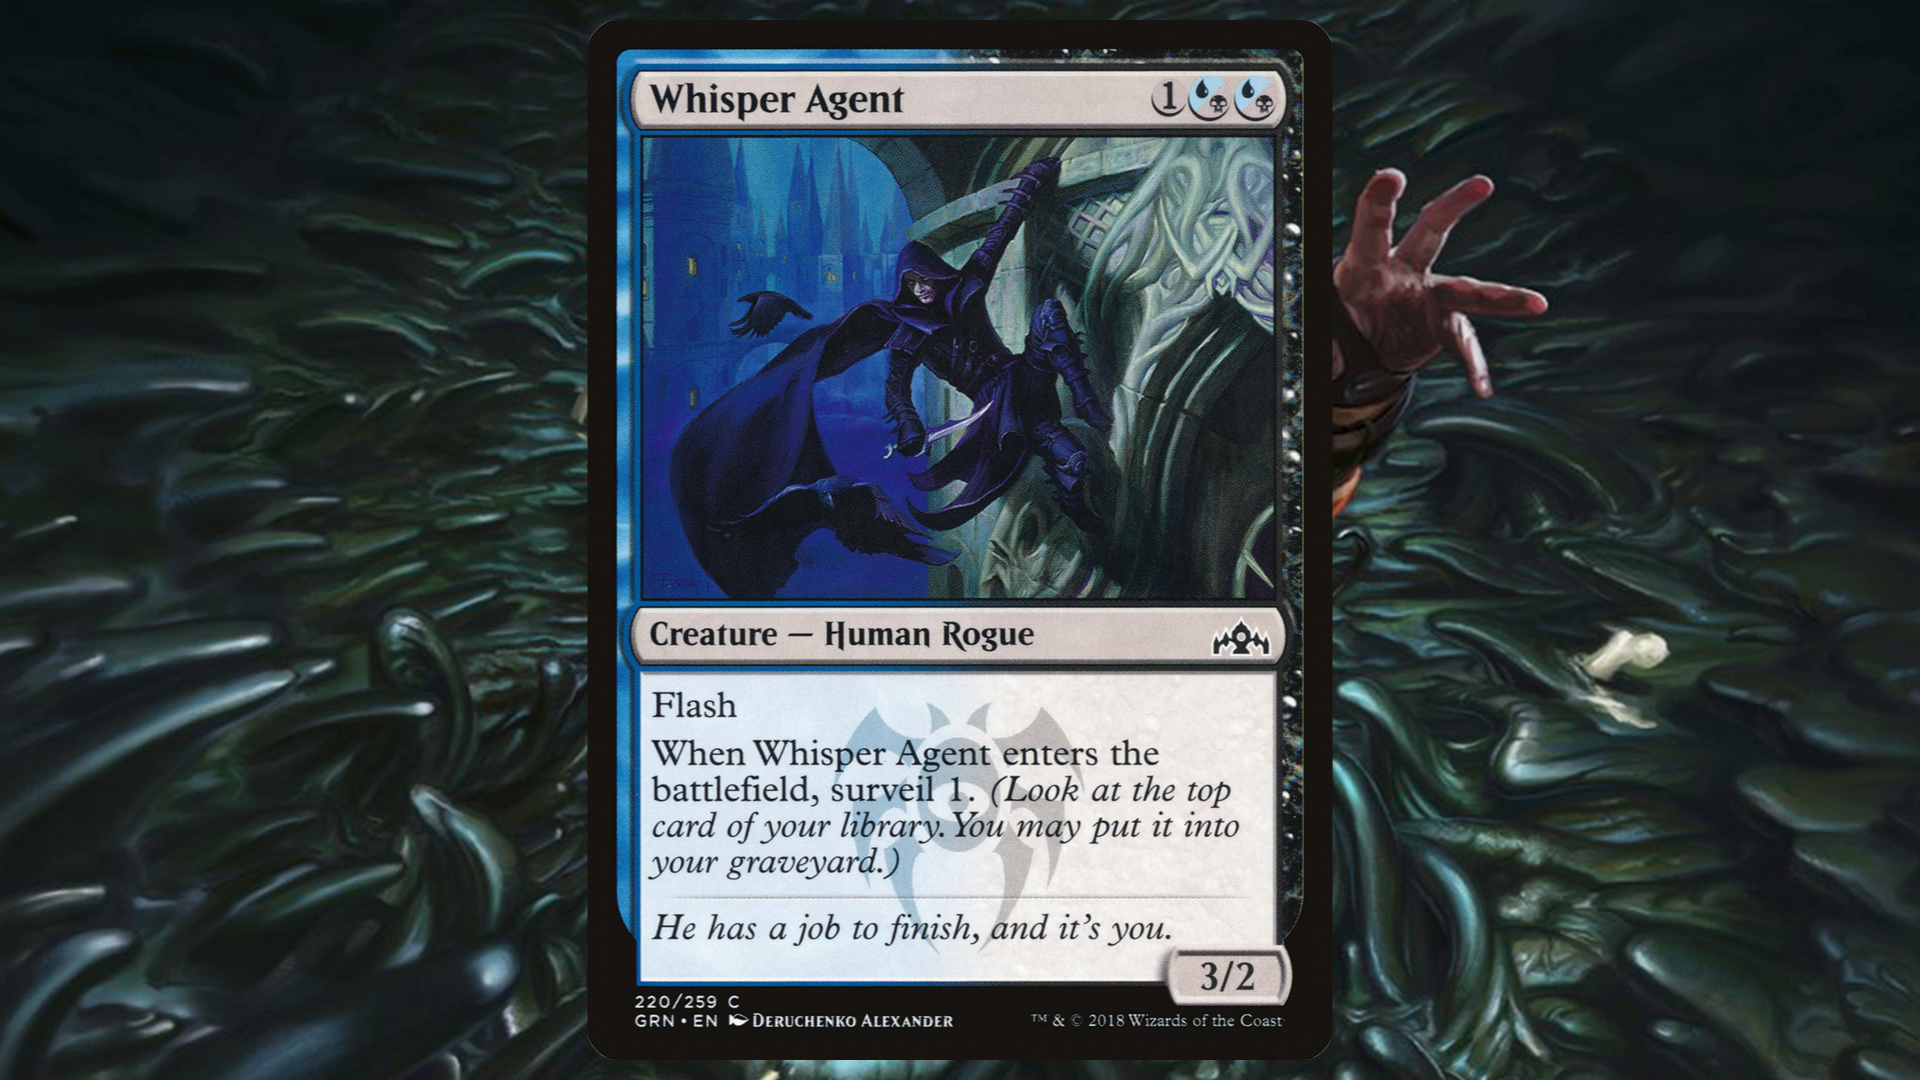 Whisper Agent 1
Creature — Human Rogue
Flash
When Whisper Agent enters the
battlefield, surveil 1. (Look at the top
card of your library. You may put it into
your graveyard.)
He has a job to finish, and it's you.
3/2
220/259 C
GRN • EN DERUCHENKO ALEXANDER
™ & © 2018 Wizards of the Coast